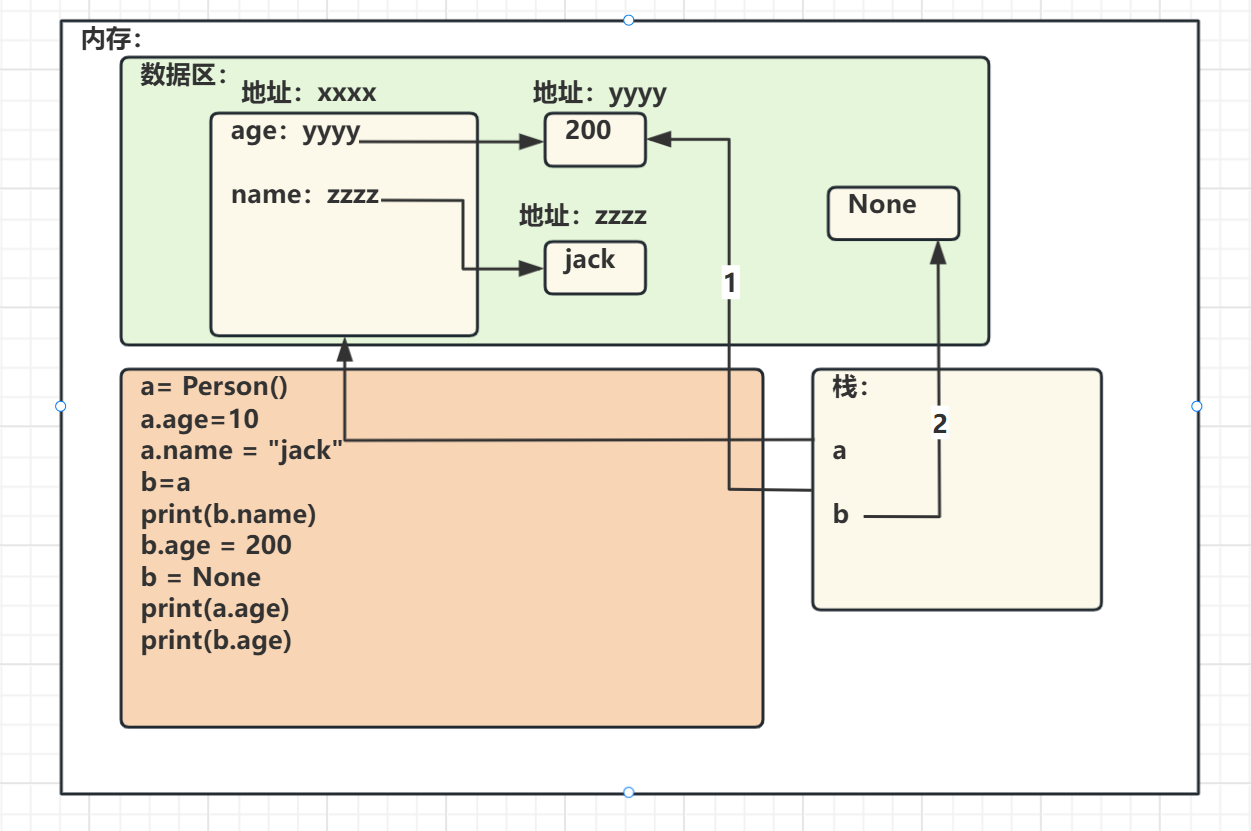 内存：
数据区：
地址：xxxx
地址：yyyy
age：yyyy
200
name：zzzz
None
地址：zzzz
jack
1
a= Person()
a.age=10
a.name = "jack"
b=a
print(b.name)
b.age = 200
b = None
print(a.age)
print(b.age)
栈：
2
a
b